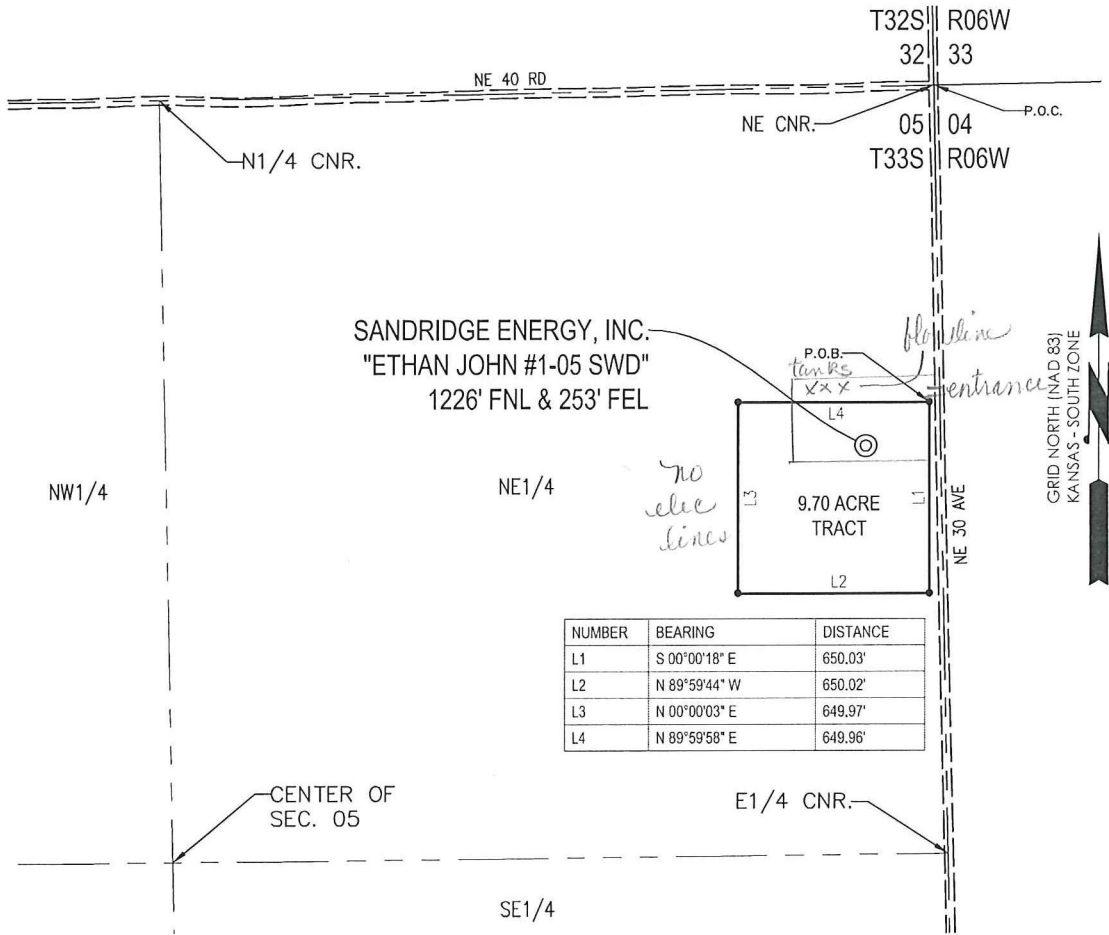 T32S R06W
32 33
NE 40 RD
NE CNR.
P.O.C.
05 04
T33S R06W
N1/4 CNR.
SANDRIDGE ENERGY, INC.
"ETHAN JOHN #1-05 SWD"
1226' FNL & 253' FEL
P.O.B.
tanks
xxx
entrance
L4
GRID NORTH (NAD 83)
KANSAS - SOUTH ZONE
N
NW1/4
NE1/4
no
elec
lines
L3
9.70 ACRE
TRACT
L1
NE 30 AVE
L2
NUMBER BEARING DISTANCE
L1 S 00°00'18" E 650.03'
L2 N 89°59'44" W 650.02'
L3 N 00°00'03" E 649.97'
L4 N 89°59'58" E 649.96'
CENTER OF
SEC. 05
E1/4 CNR.
SE1/4